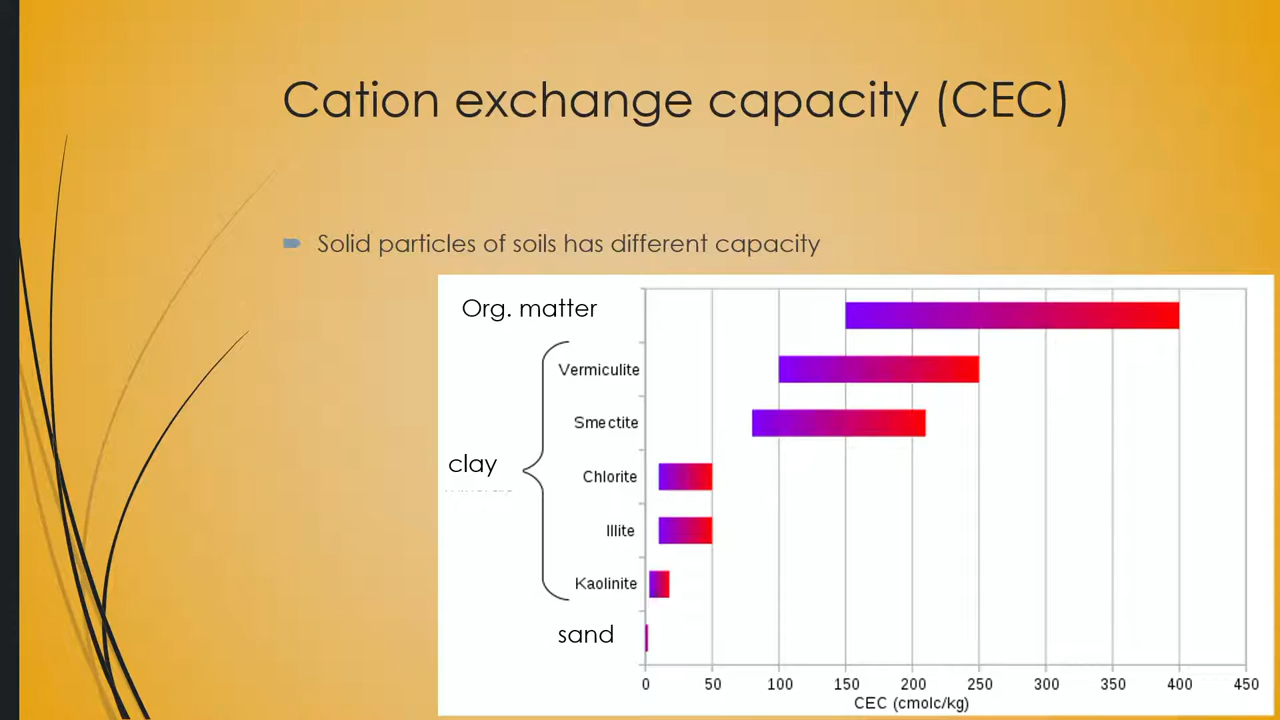 Cation exchange capacity (CEC)
Solid particles of soils has different capacity
Org. matter
Vermiculite
Smectite
clay
Chlorite
Illite
Kaolinite
sand
0 50 100 150 200 250 300 350 400 450
CEC (cmolc/kg)